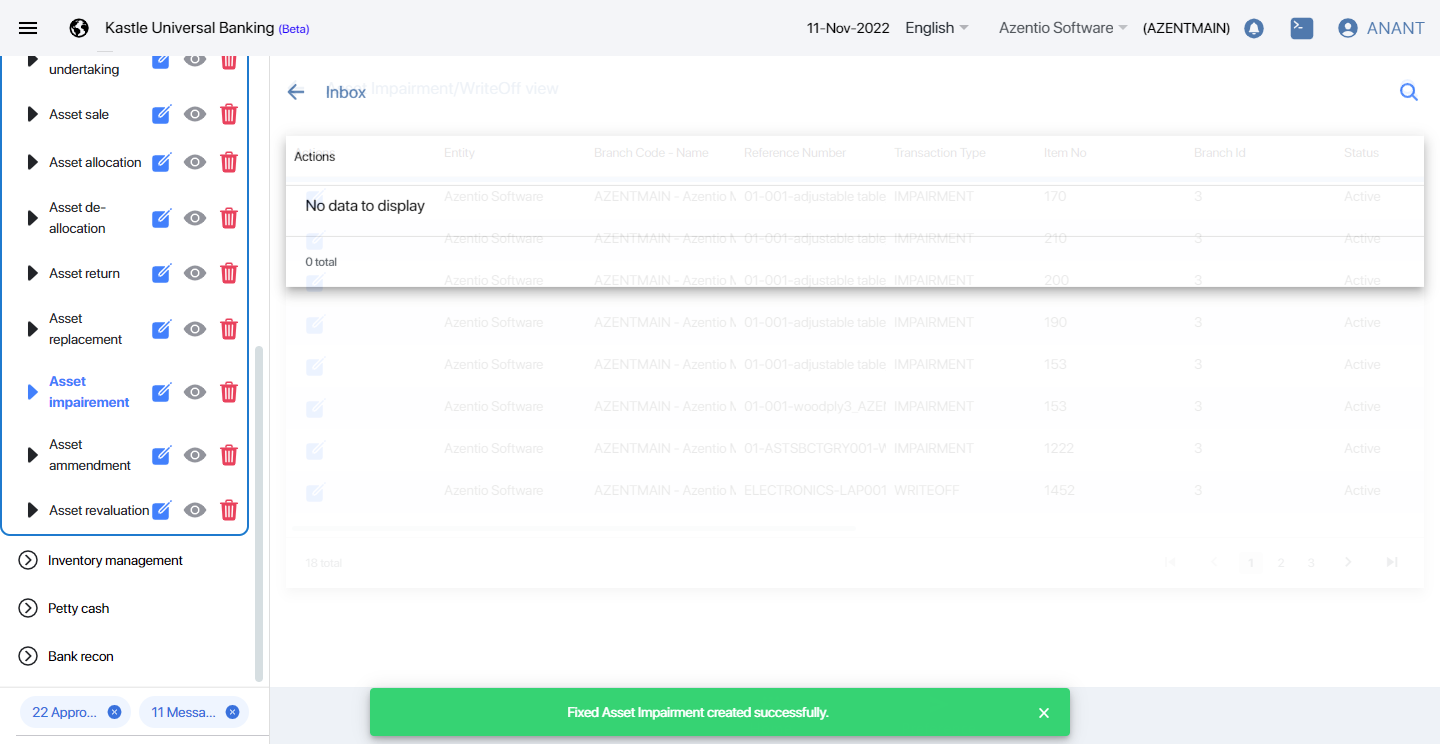 Kastle Universal Banking (Beta)
11-Nov-2022
English
Azentio Software
(AZENTMAIN)
ANANT
undertaking
Asset sale
Asset allocation
Asset de-
allocation
Asset return
Asset
replacement
Asset
impairement
Asset
ammendment
Asset revaluation
Inventory management
Petty cash
Bank recon
22 Appro...
11 Messa...
Inbox
Asset Impairment/WriteOff view
Actions
Entity Branch Code - Name Reference Number Transaction Type Item No Branch Id Status
No data to display
0 total
Azentio Software AZENTMAIN - Azentio 01-001-adjustable table IMPAIRMENT 170 3 Active
Azentio Software AZENTMAIN - Azentio 01-001-adjustable table IMPAIRMENT 210 3 Active
Azentio Software AZENTMAIN - Azentio 01-001-adjustable table IMPAIRMENT 200 3 Active
Azentio Software AZENTMAIN - Azentio 01-001-adjustable table IMPAIRMENT 190 3 Active
Azentio Software AZENTMAIN - Azentio 01-001-adjustable table IMPAIRMENT 153 3 Active
Azentio Software AZENTMAIN - Azentio 01-001-woodply3_AZE IMPAIRMENT 153 3 Active
Azentio Software AZENTMAIN - Azentio 01-ASTSBCTGRY001- IMPAIRMENT 1222 3 Active
Azentio Software AZENTMAIN - Azentio ELECTRONICS-LAP001 WRITEOFF 1452 3 Active
18 total
1 2 3
Fixed Asset Impairment created successfully.